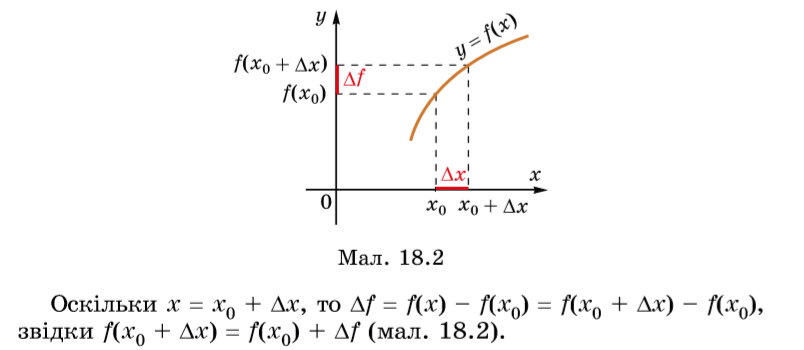 y
y = f(x)
f(x₀ + Δx)
Δf
f(x₀)
Δx
x
0
x₀ x₀ + Δx
Мал. 18.2
Оскільки x = x₀ + Δx, то Δf = f(x) − f(x₀) = f(x₀ + Δx) − f(x₀),
звідки f(x₀ + Δx) = f(x₀) + Δf (мал. 18.2).